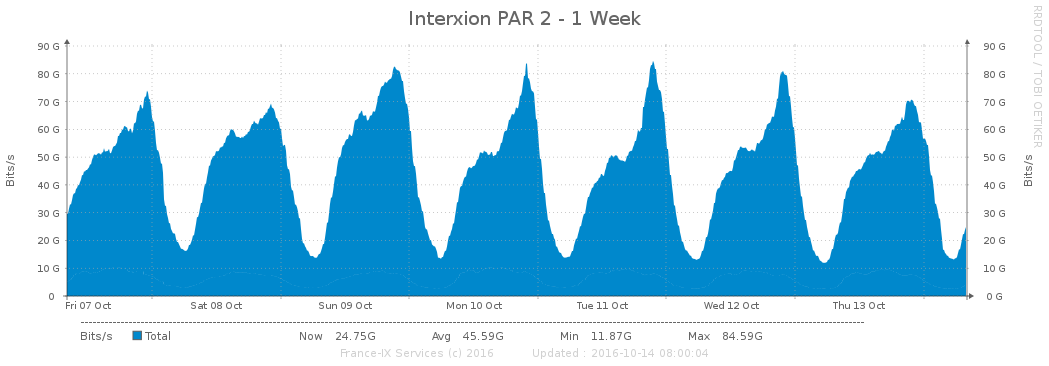 Interxion PAR 2 - 1 Week
RRDTOOL / TOBI OETIKER
Bits/s
90 G 90 G
80 G 80 G
70 G 70 G
60 G 60 G
50 G 50 G
40 G 40 G
30 G 30 G
20 G 20 G
10 G 10 G
0 0 G
Bits/s
Fri 07 Oct Sat 08 Oct Sun 09 Oct Mon 10 Oct Tue 11 Oct Wed 12 Oct Thu 13 Oct
Bits/s Total Now 24.75G Avg 45.59G Min 11.87G Max 84.59G
France-IX Services (c) 2016 Updated : 2016-10-14 08:00:04